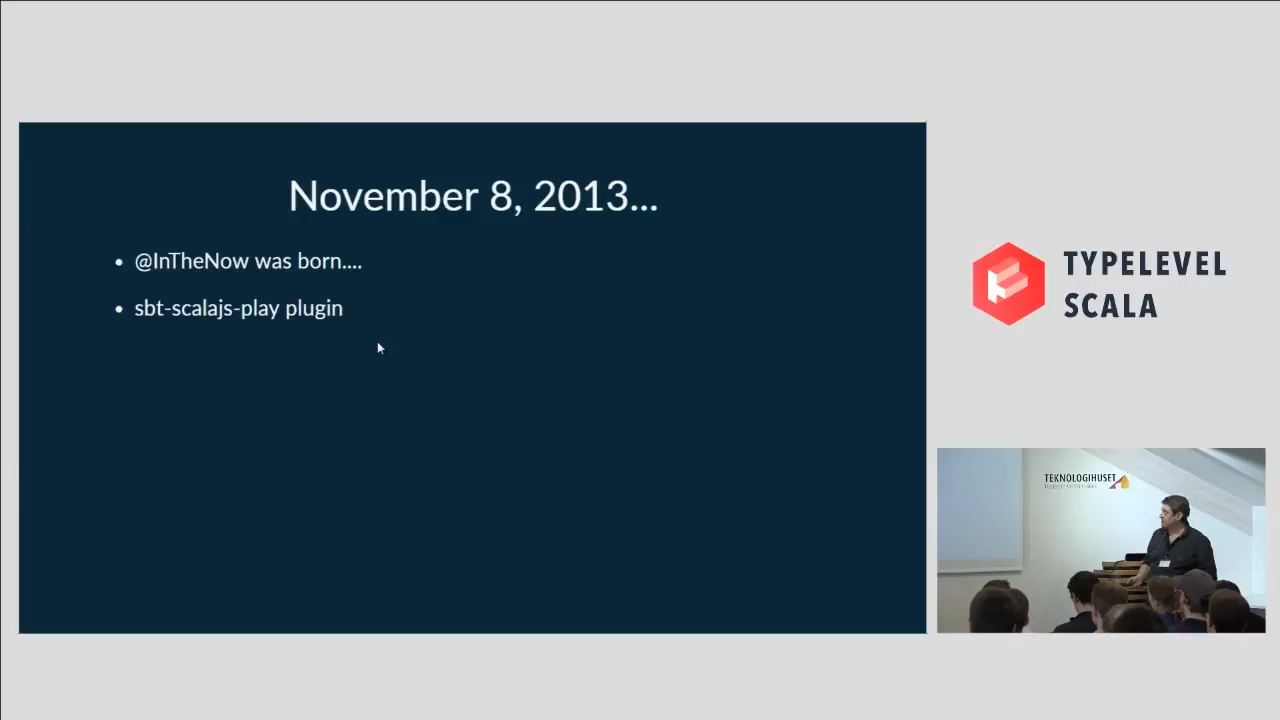 November 8, 2013...
@InTheNow was born....
sbt-scalajs-play plugin
TYPELEVEL
SCALA
TEKNOLOGIHUSET